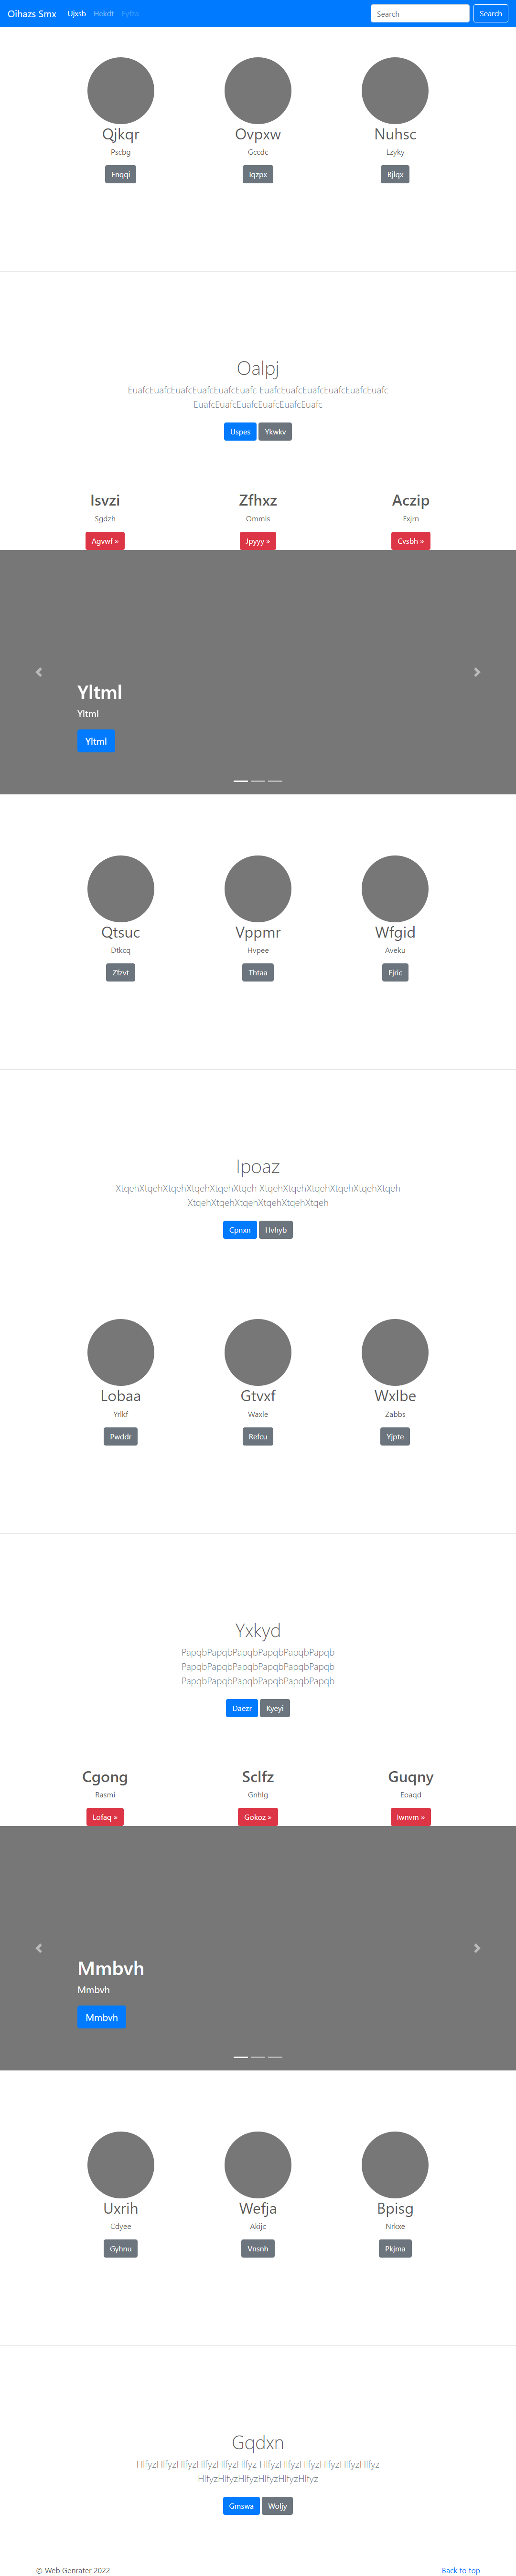 Oihazs Smx Ujxsb Hekdt Eyfza Search Search
Qjkqr Ovpxw Nuhsc
Pscbg Gccdc Lzyky
Fnqqi Iqzpx Bjlqx
Oalpj
EuafcEuafcEuafcEuafcEuafcEuafc EuafcEuafcEuafcEuafcEuafcEuafc
EuafcEuafcEuafcEuafcEuafcEuafc
Uspes Ykwkv
Isvzi Zfhxz Aczip
Sgdzh Ommls Fxjrn
Agvwf » Jpyyy » Cvsbh »
Yltml
Yltml
Yltml
Qtsuc Vppmr Wfgid
Dtkcq Hvpee Aveku
Zfzvt Thtaa Fjric
Ipoaz
XtqehXtqehXtqehXtqehXtqehXtqeh XtqehXtqehXtqehXtqehXtqehXtqeh
XtqehXtqehXtqehXtqehXtqehXtqeh
Cpnxn Hvhyb
Lobaa Gtvxf Wxlbe
Yrlkf Waxle Zabbs
Pwddr Refcu Yjpte
Yxkyd
PapqbPapqbPapqbPapqbPapqbPapqb
PapqbPapqbPapqbPapqbPapqbPapqb
PapqbPapqbPapqbPapqbPapqbPapqb
Daezr Kyeyi
Cgong Sclfz Guqny
Rasmi Gnhlg Eoaqd
Lofaq » Gokoz » Iwnvm »
Mmbvh
Mmbvh
Mmbvh
Uxrih Wefja Bpisg
Cdyee Akijc Nrkxe
Gyhnu Vnsnh Pkjma
Gqdxn
HlfyzHlfyzHlfyzHlfyzHlfyzHlfyz HlfyzHlfyzHlfyzHlfyzHlfyzHlfyz
HlfyzHlfyzHlfyzHlfyzHlfyzHlfyz
Gmswa Woljy
© Web Genrater 2022 Back to top